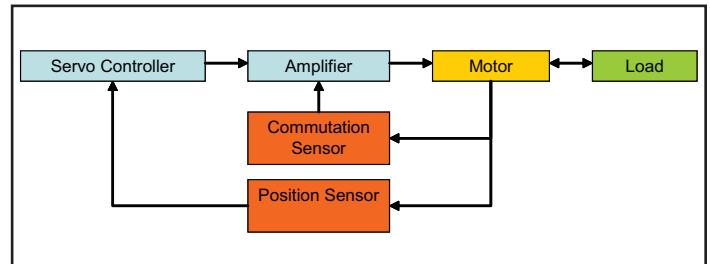 Servo Controller
Amplifier
Motor
Load
Commutation
Sensor
Position Sensor